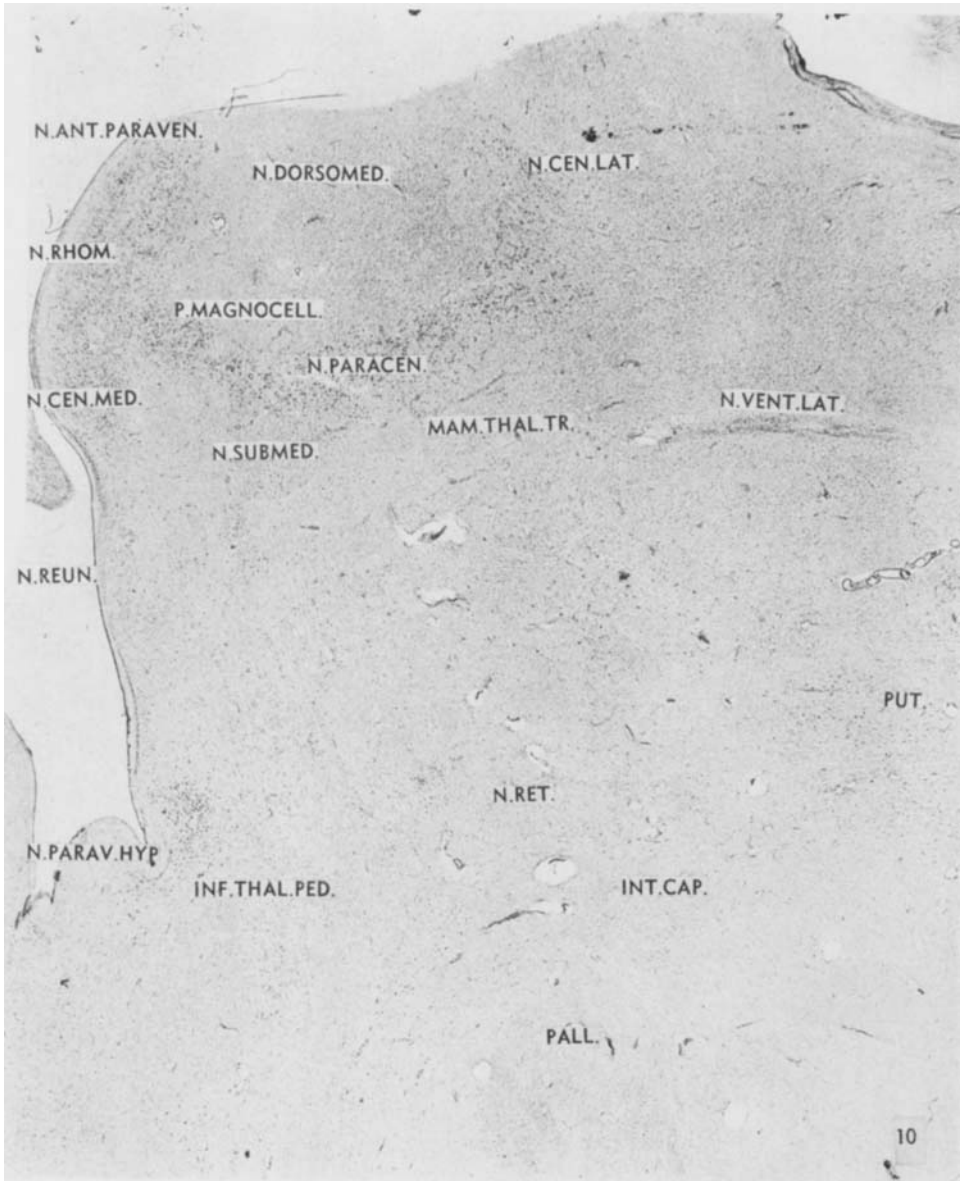 N.ANT.PARAVEN.
N.DORSOMED.
N.CEN.LAT.
N.RHOM.
P.MAGNOCELL.
N.PARACEN.
N.CEN.MED.
MAM.THAL.TR.
N.VENT.LAT.
N.SUBMED.
N.REUN.
PUT.
N.RET.
N.PARAV.HYP
INF.THAL.PED.
INT.CAP.
PALL.
10